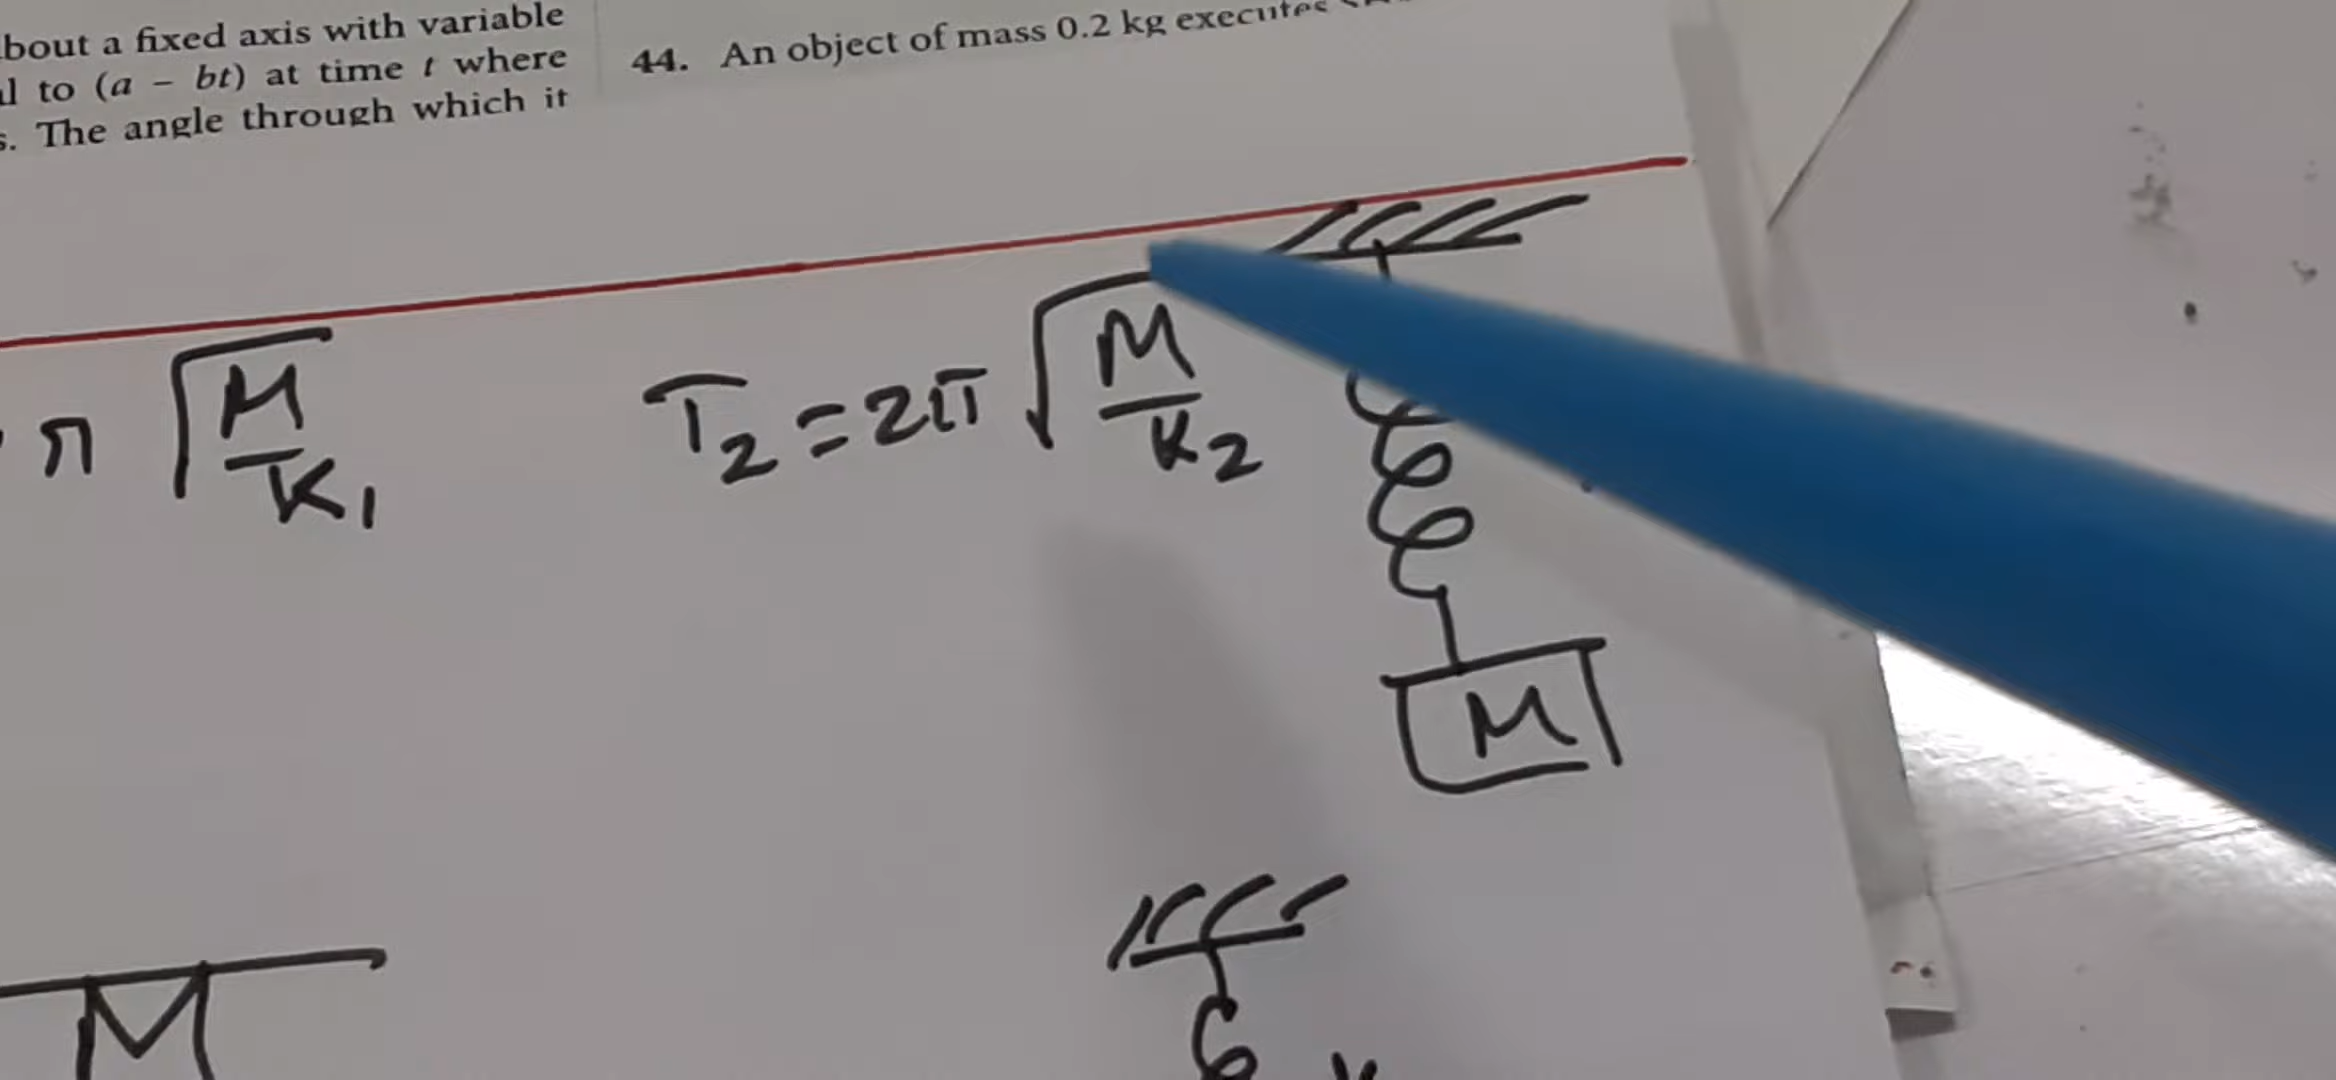 bout a fixed axis with variable
l to (a – bt) at time t where
s. The angle through which it
44. An object of mass 0.2 kg executes
π √M/K₁
T₂ = 2π √M/K₂
M
M